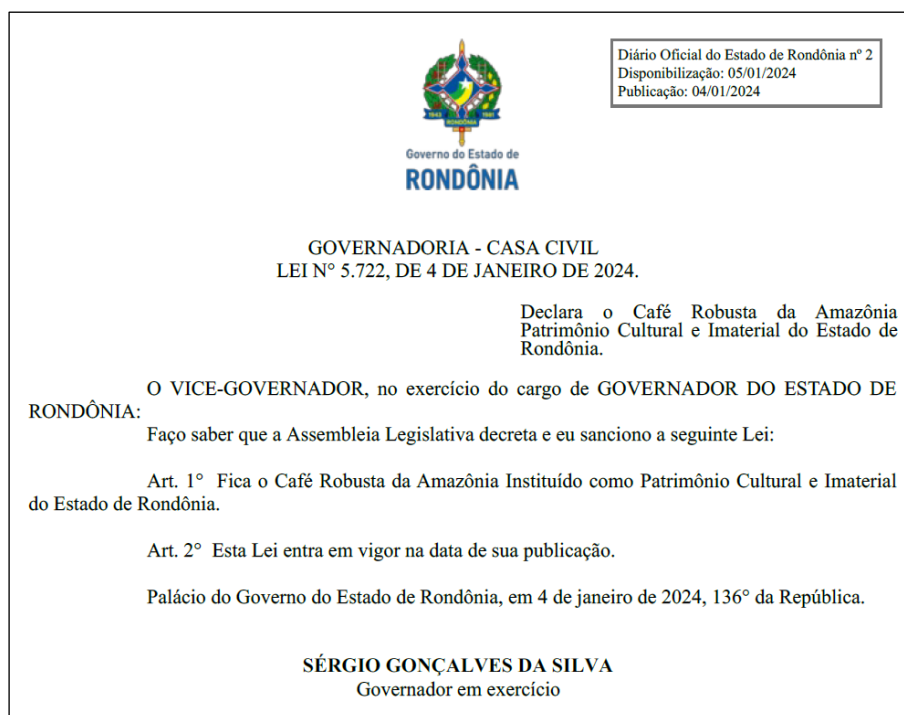 Diário Oficial do Estado de Rondônia nº 2
Disponibilização: 05/01/2024
Publicação: 04/01/2024
1943
1981
RONDÔNIA
Governo do Estado de
RONDÔNIA
GOVERNADORIA - CASA CIVIL
LEI N° 5.722, DE 4 DE JANEIRO DE 2024.
Declara o Café Robusta da Amazônia
Patrimônio Cultural e Imaterial do Estado de
Rondônia.
O VICE-GOVERNADOR, no exercício do cargo de GOVERNADOR DO ESTADO DE
RONDÔNIA:
Faço saber que a Assembleia Legislativa decreta e eu sanciono a seguinte Lei:
Art. 1° Fica o Café Robusta da Amazônia Instituído como Patrimônio Cultural e Imaterial
do Estado de Rondônia.
Art. 2° Esta Lei entra em vigor na data de sua publicação.
Palácio do Governo do Estado de Rondônia, em 4 de janeiro de 2024, 136° da República.
SÉRGIO GONÇALVES DA SILVA
Governador em exercício